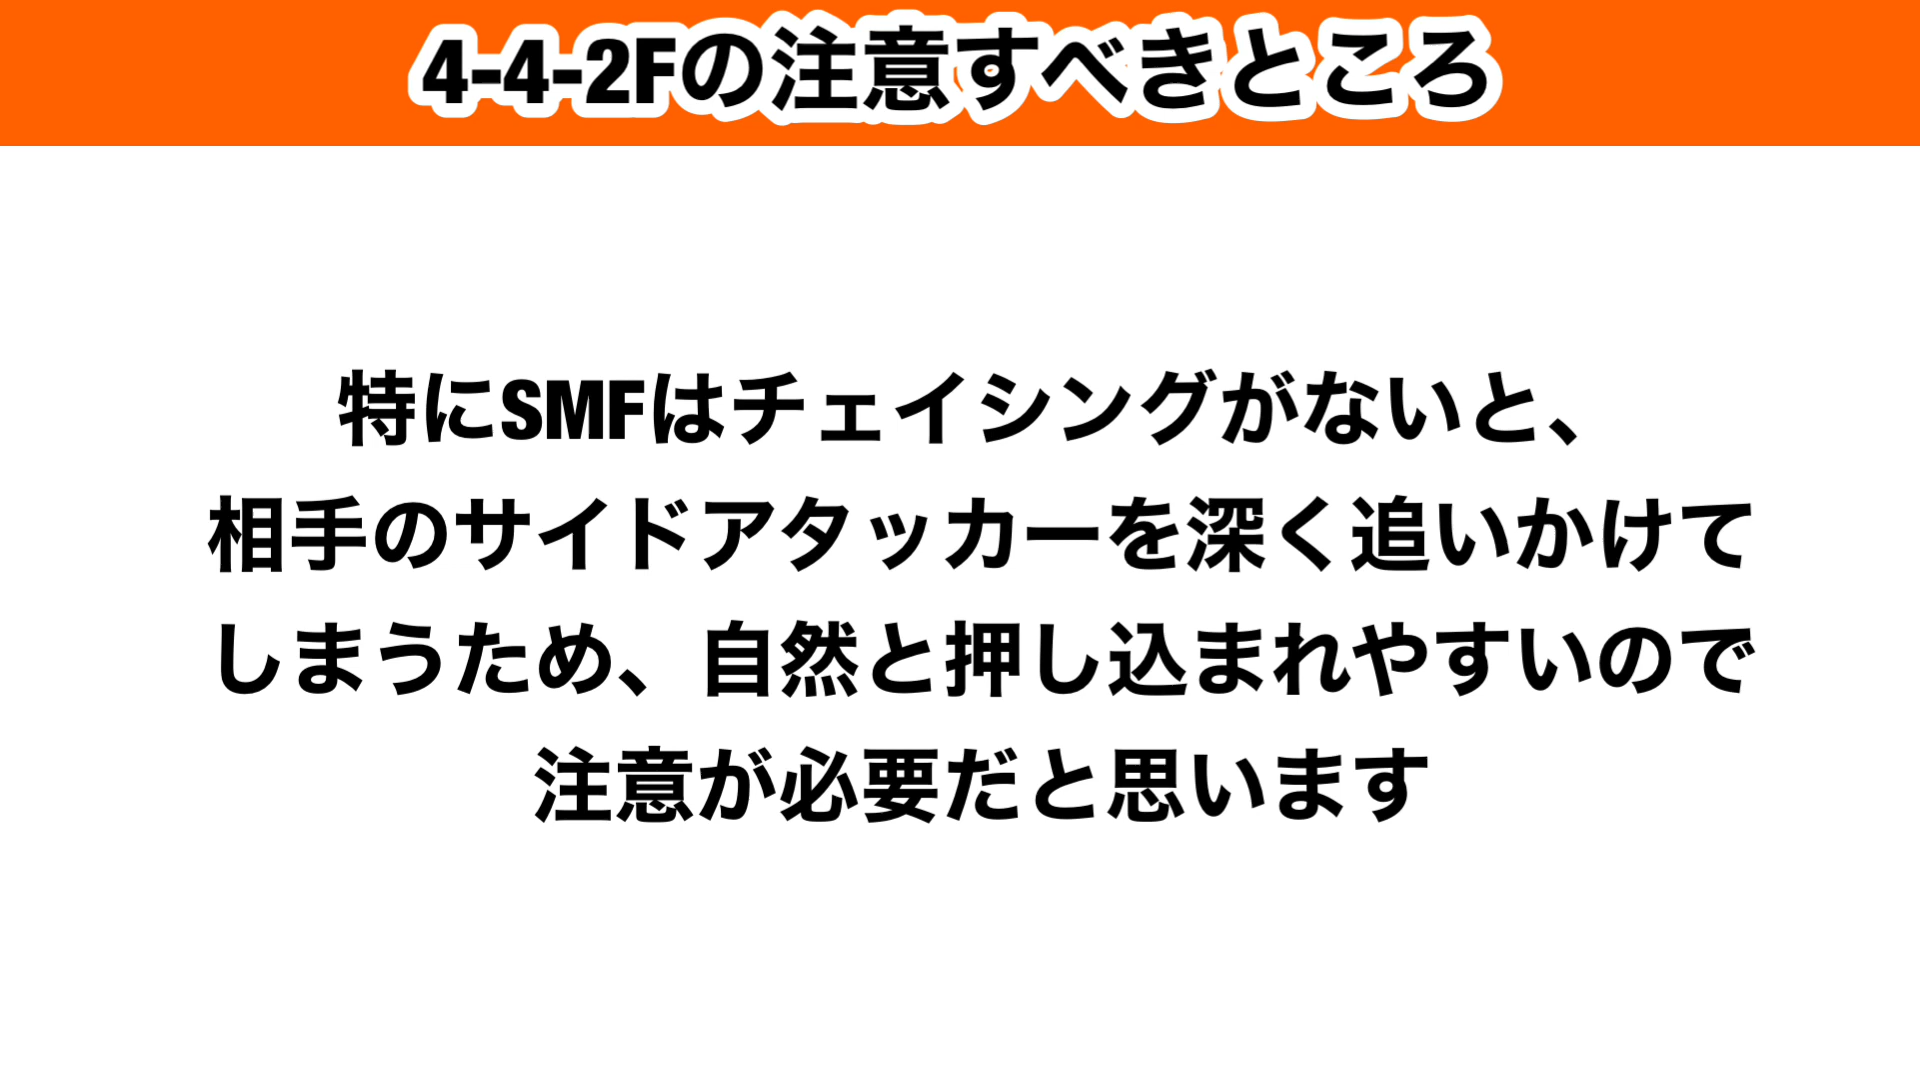 4-4-2Fの注意すべきところ
特にSMFはチェイシングがないと、
相手のサイドアタッカーを深く追いかけて
しまうため、自然と押し込まれやすいので
注意が必要だと思います